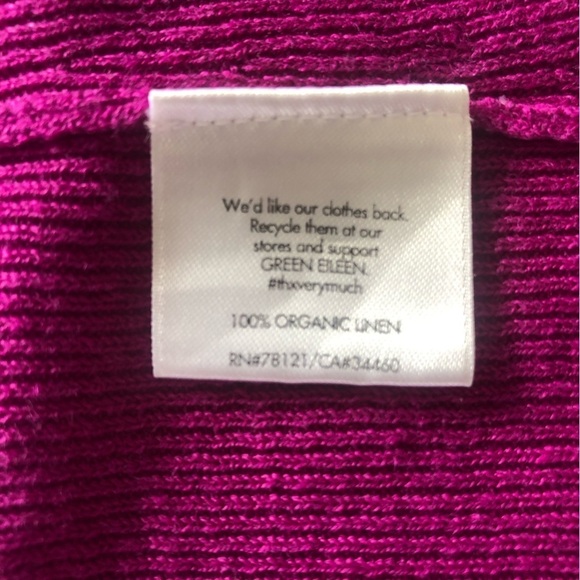 We'd like our clothes back.
Recycle them at our
stores and support
GREEN EILEEN.
#thxverymuch
100% ORGANIC LINEN
RN#78121/CA#34460